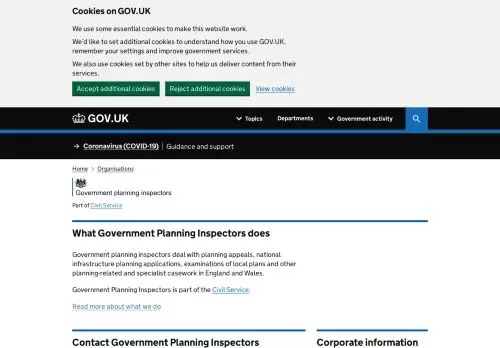 Cookies on GOV.UK
We use some essential cookies to make this website work.
We'd like to set additional cookies to understand how you use GOV.UK,
remember your settings and improve government services.
We also use cookies set by other sites to help us deliver content from their
services.
Accept additional cookies Reject additional cookies View cookies
GOV.UK Topics Departments Government activity
→ Coronavirus (COVID-19) Guidance and support
Home > Organisations
Government planning inspectors
Part of Civil Service
What Government Planning Inspectors does
Government planning inspectors deal with planning appeals, national
infrastructure planning applications, examinations of local plans and other
planning-related and specialist casework in England and Wales.
Government Planning Inspectors is part of the Civil Service.
Read more about what we do
Contact Government Planning Inspectors Corporate information